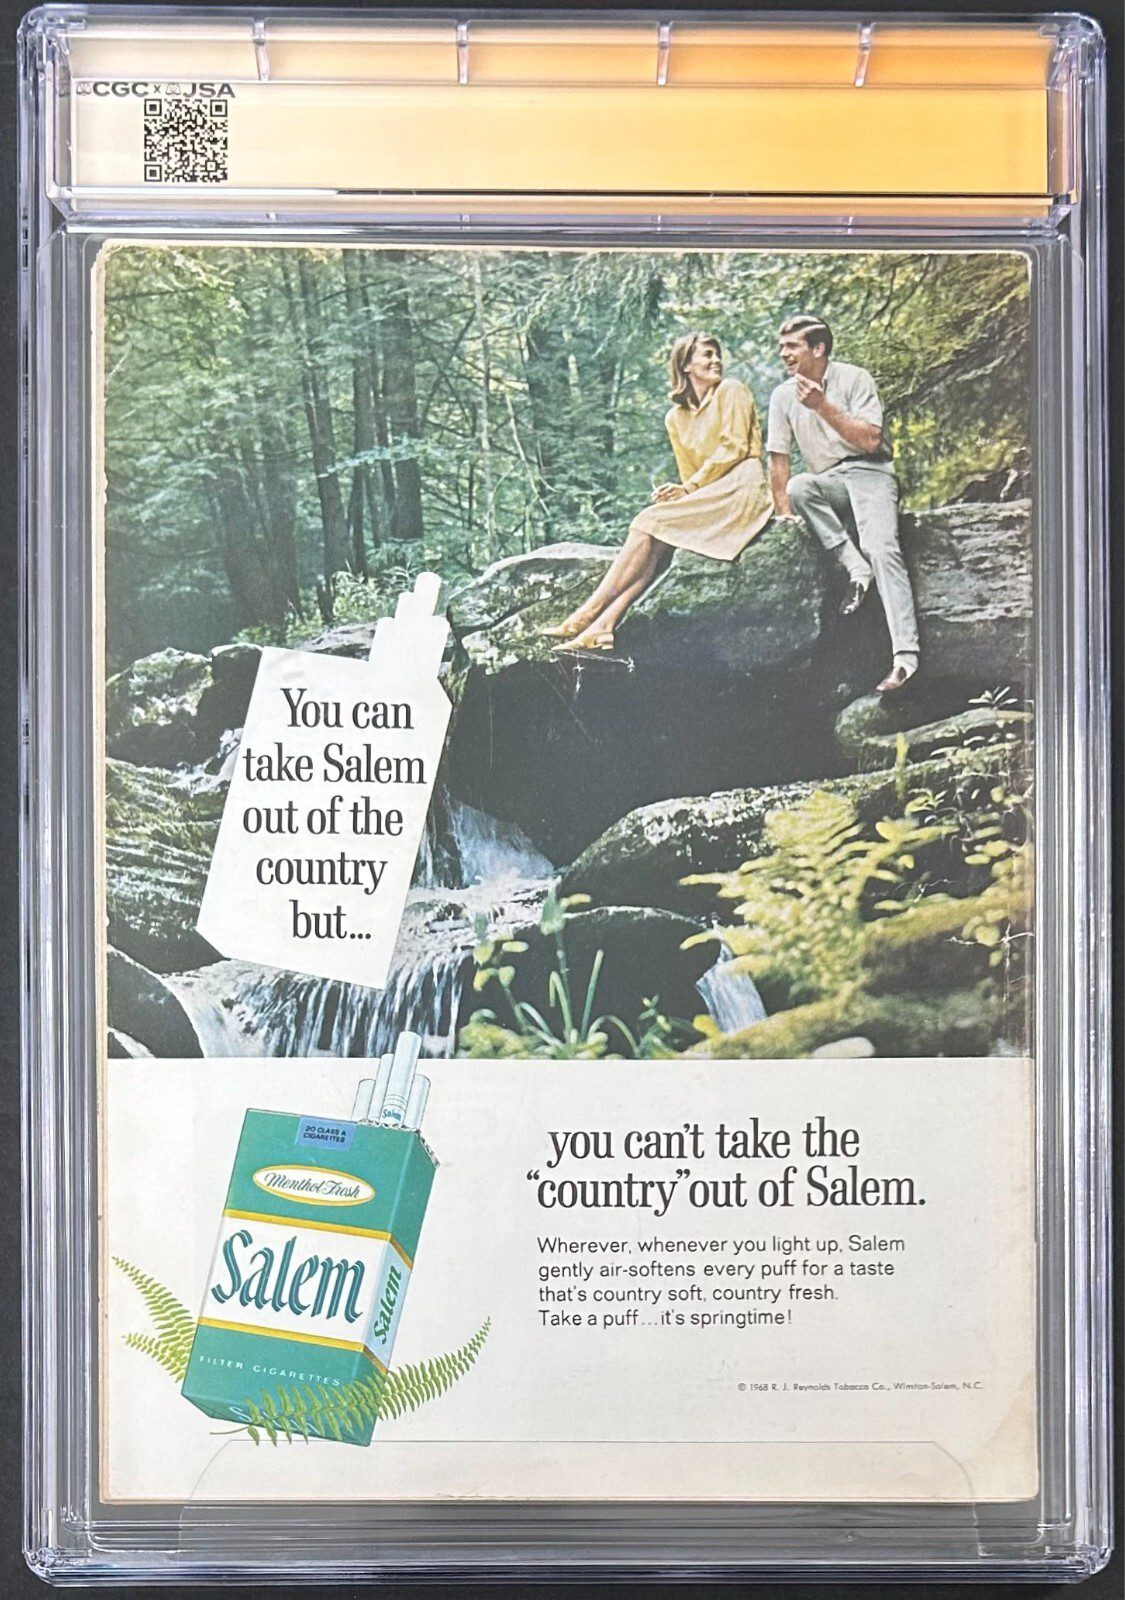 CGC x JSA
You can
take Salem
out of the
country
but...
Salem
20 CLASS A
CIGARETTES
Menthol-Fresh
Salem
Salem
FILTER CIGARETTES
you can't take the
“country”out of Salem.
Wherever, whenever you light up, Salem
gently air-softens every puff for a taste
that's country soft, country fresh.
Take a puff...it's springtime!
© 1968 R. J. Reynolds Tobacco Co., Winston-Salem, N.C.